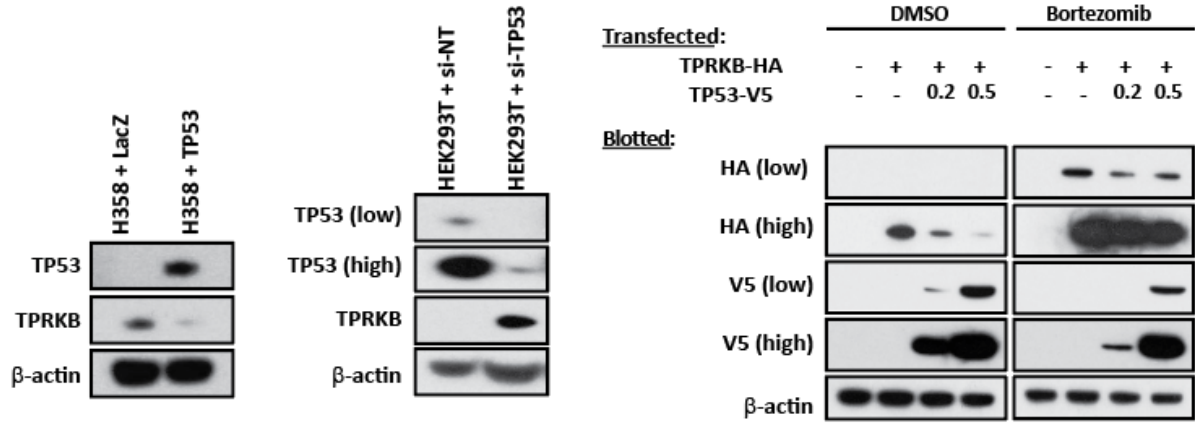 H358 + LacZ
H358 + TP53
TP53
TPRKB
β-actin
HEK293T + si-NT
HEK293T + si-TP53
TP53 (low)
TP53 (high)
TPRKB
β-actin
DMSO Bortezomib
Transfected:
TPRKB-HA - + + + - + + +
TP53-V5 - - 0.2 0.5 - - 0.2 0.5
Blotted:
HA (low)
HA (high)
V5 (low)
V5 (high)
β-actin